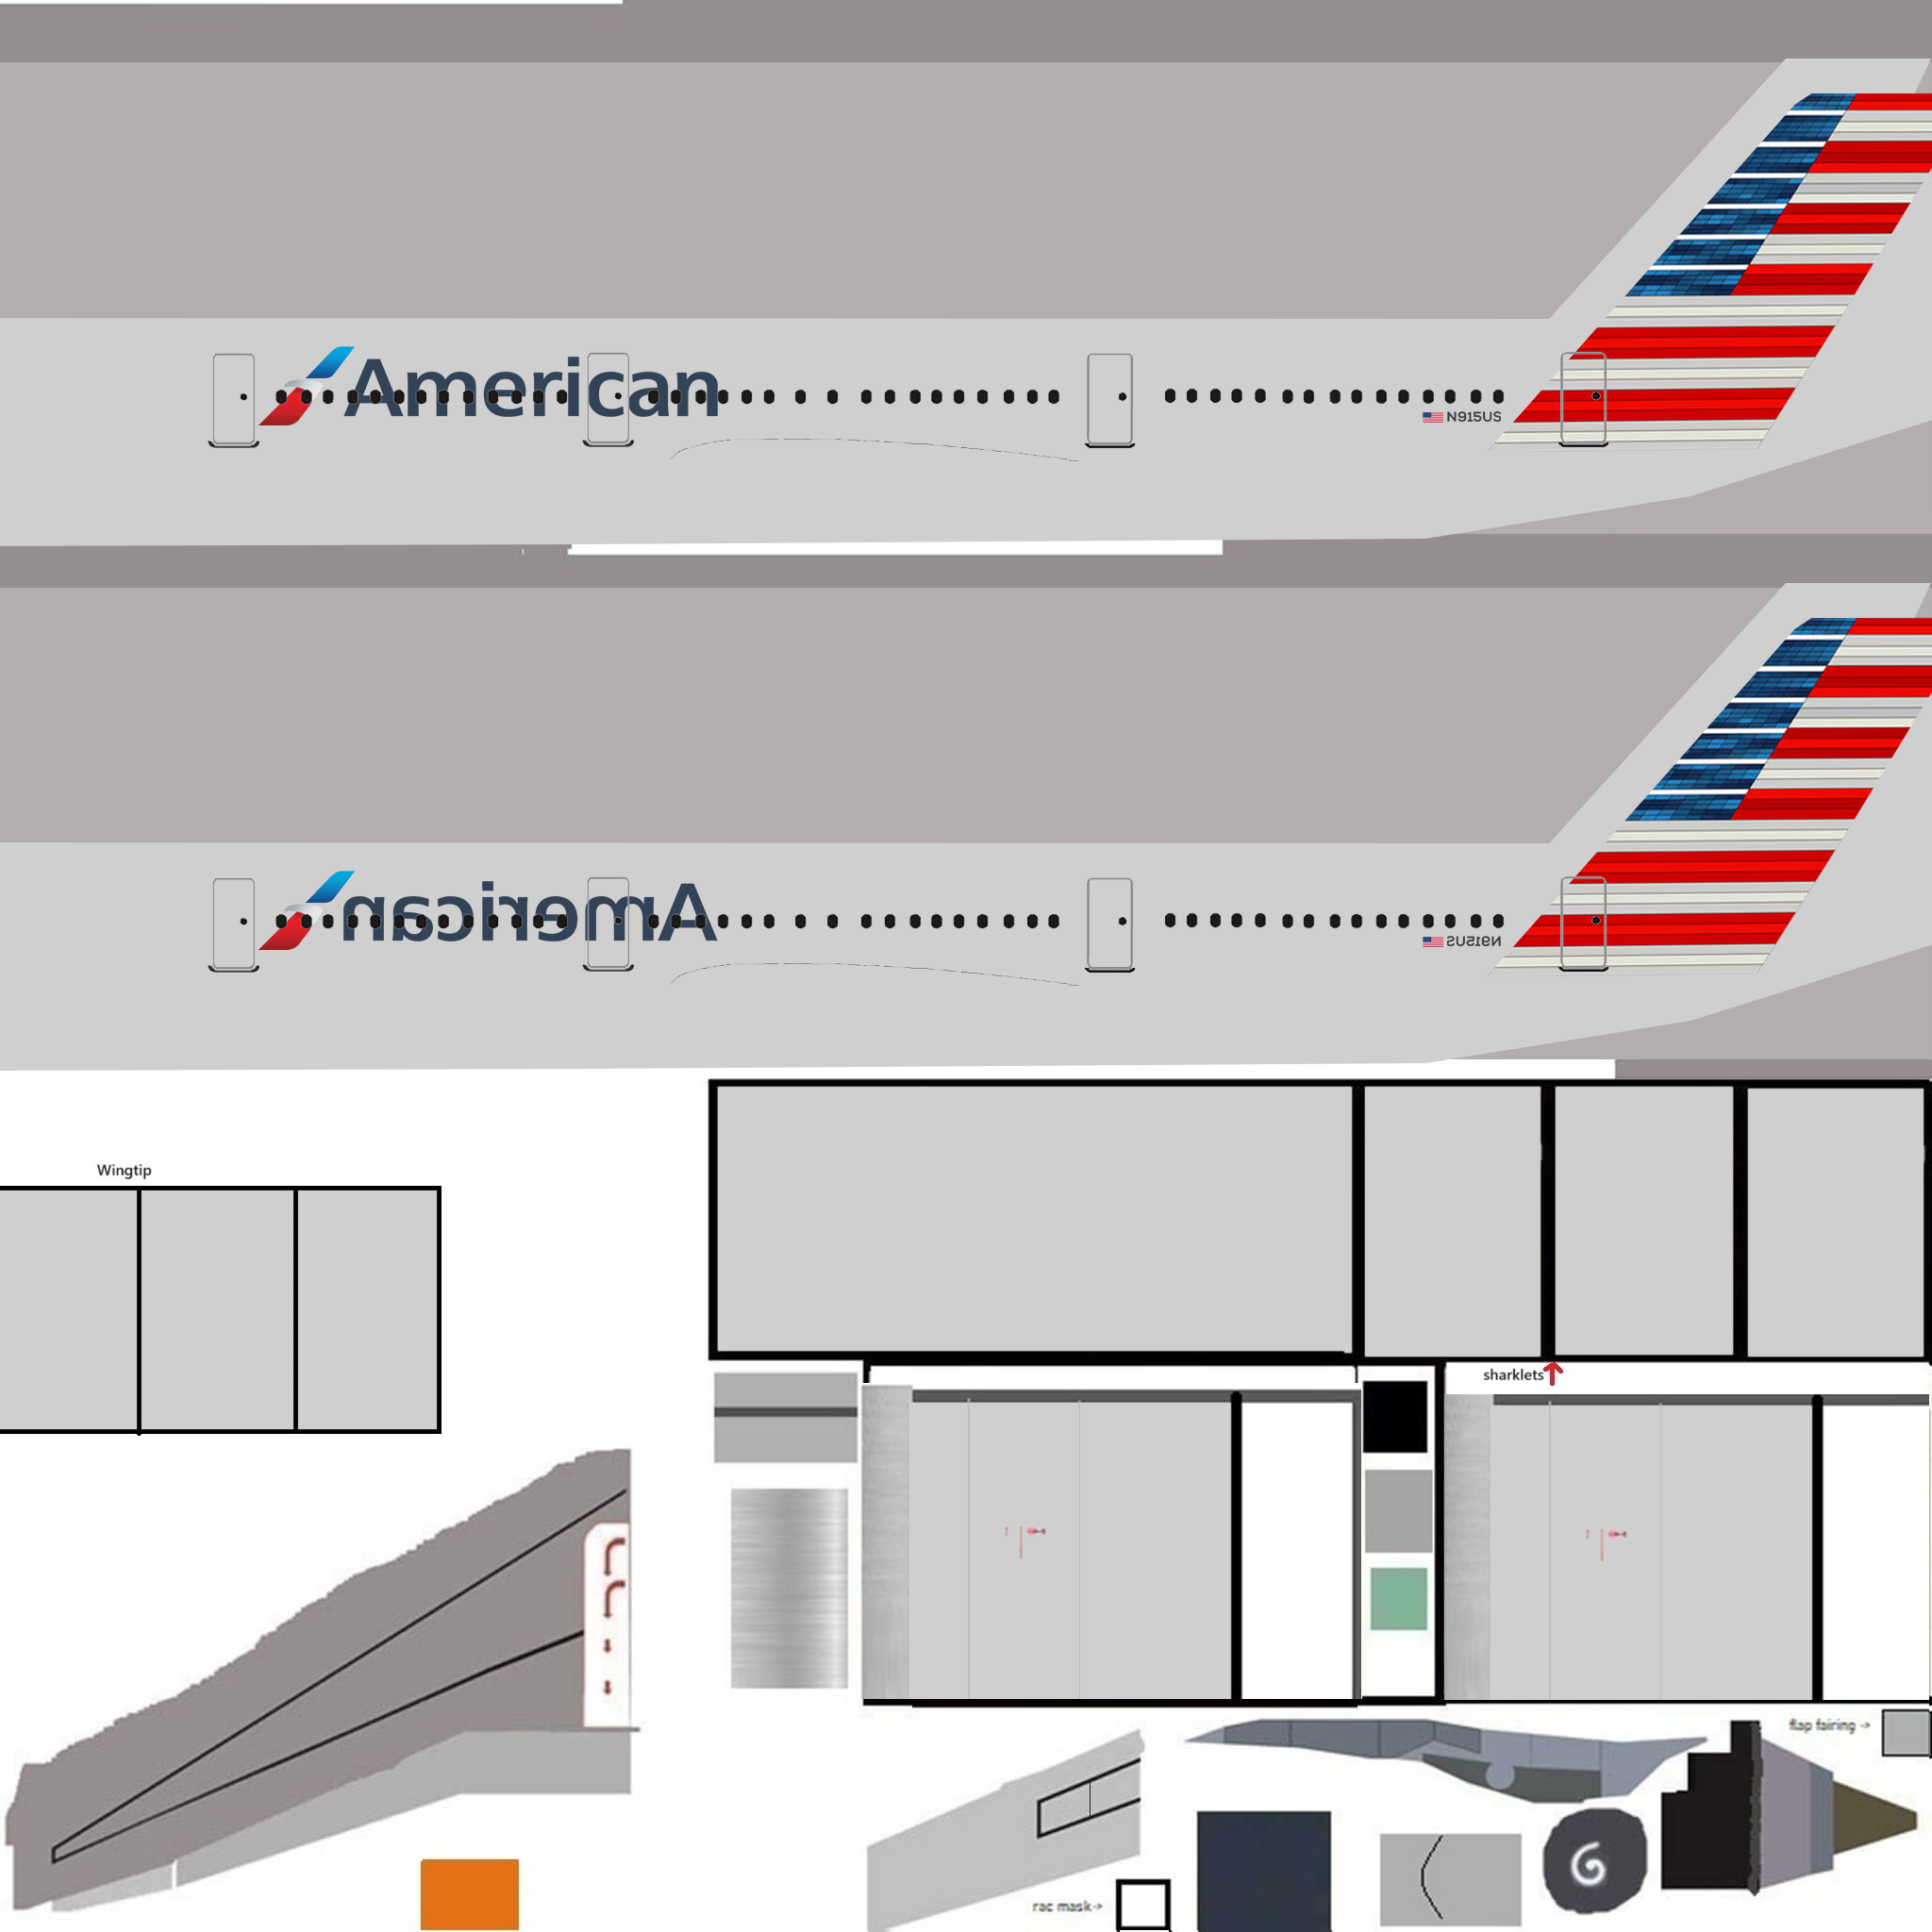 American
N915US
American
N915US
Wingtip
sharklets
flap fairing ->
rac mask->